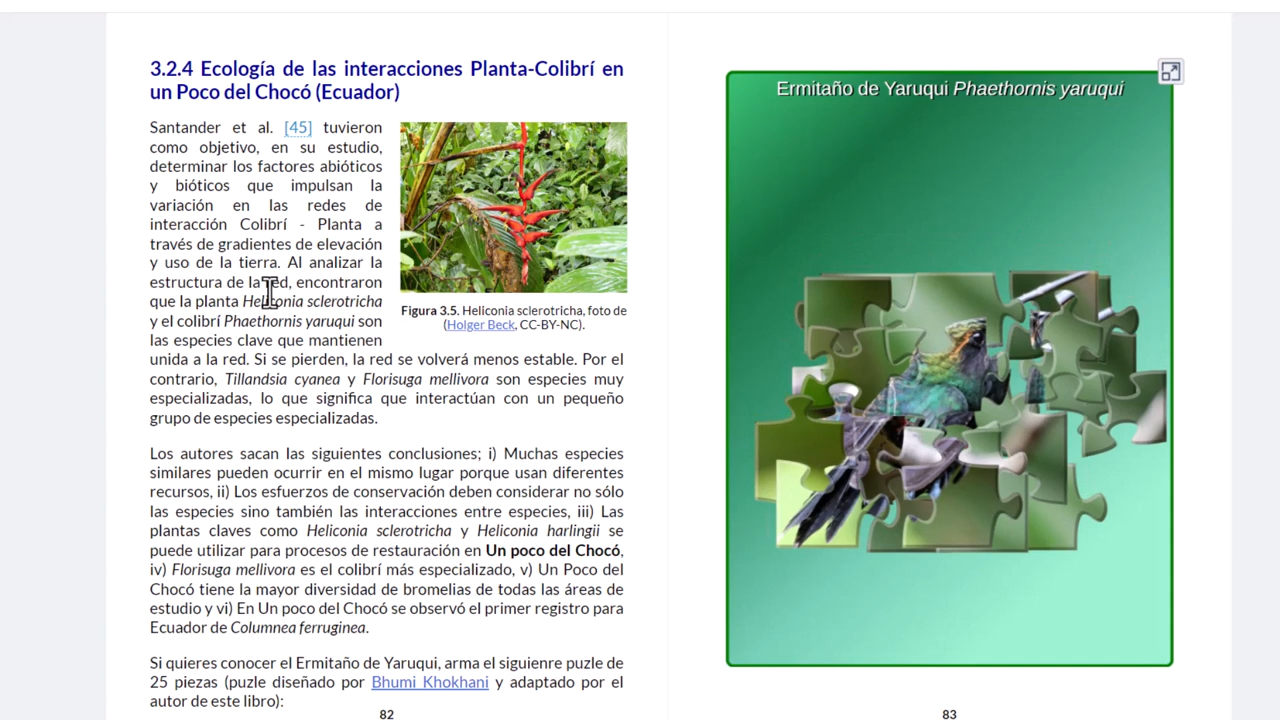 3.2.4 Ecología de las interacciones Planta-Colibrí en
un Poco del Chocó (Ecuador)
Santander et al. [45] tuvieron
como objetivo, en su estudio,
determinar los factores abióticos
y bióticos que impulsan la
variación en las redes de
interacción Colibrí - Planta a
través de gradientes de elevación
y uso de la tierra. Al analizar la
estructura de la red, encontraron
que la planta Heliconia sclerotricha
y el colibrí Phaethornis yaruqui son
las especies clave que mantienen
unida a la red. Si se pierden, la red se volverá menos estable. Por el
contrario, Tillandsia cyanea y Florisuga mellivora son especies muy
especializadas, lo que significa que interactúan con un pequeño
grupo de especies especializadas.
Figura 3.5. Heliconia sclerotricha, foto de
(Holger Beck, CC-BY-NC).
Los autores sacan las siguientes conclusiones; i) Muchas especies
similares pueden ocurrir en el mismo lugar porque usan diferentes
recursos, ii) Los esfuerzos de conservación deben considerar no sólo
las especies sino también las interacciones entre especies, iii) Las
plantas claves como Heliconia sclerotricha y Heliconia harlingii se
puede utilizar para procesos de restauración en Un poco del Chocó,
iv) Florisuga mellivora es el colibrí más especializado, v) Un Poco del
Chocó tiene la mayor diversidad de bromelias de todas las áreas de
estudio y vi) En Un poco del Chocó se observó el primer registro para
Ecuador de Columnea ferruginea.
Si quieres conocer el Ermitaño de Yaruqui, arma el siguienre puzle de
25 piezas (puzle diseñado por Bhumi Khokhani y adaptado por el
autor de este libro):
82
Ermitaño de Yaruqui Phaethornis yaruqui
83